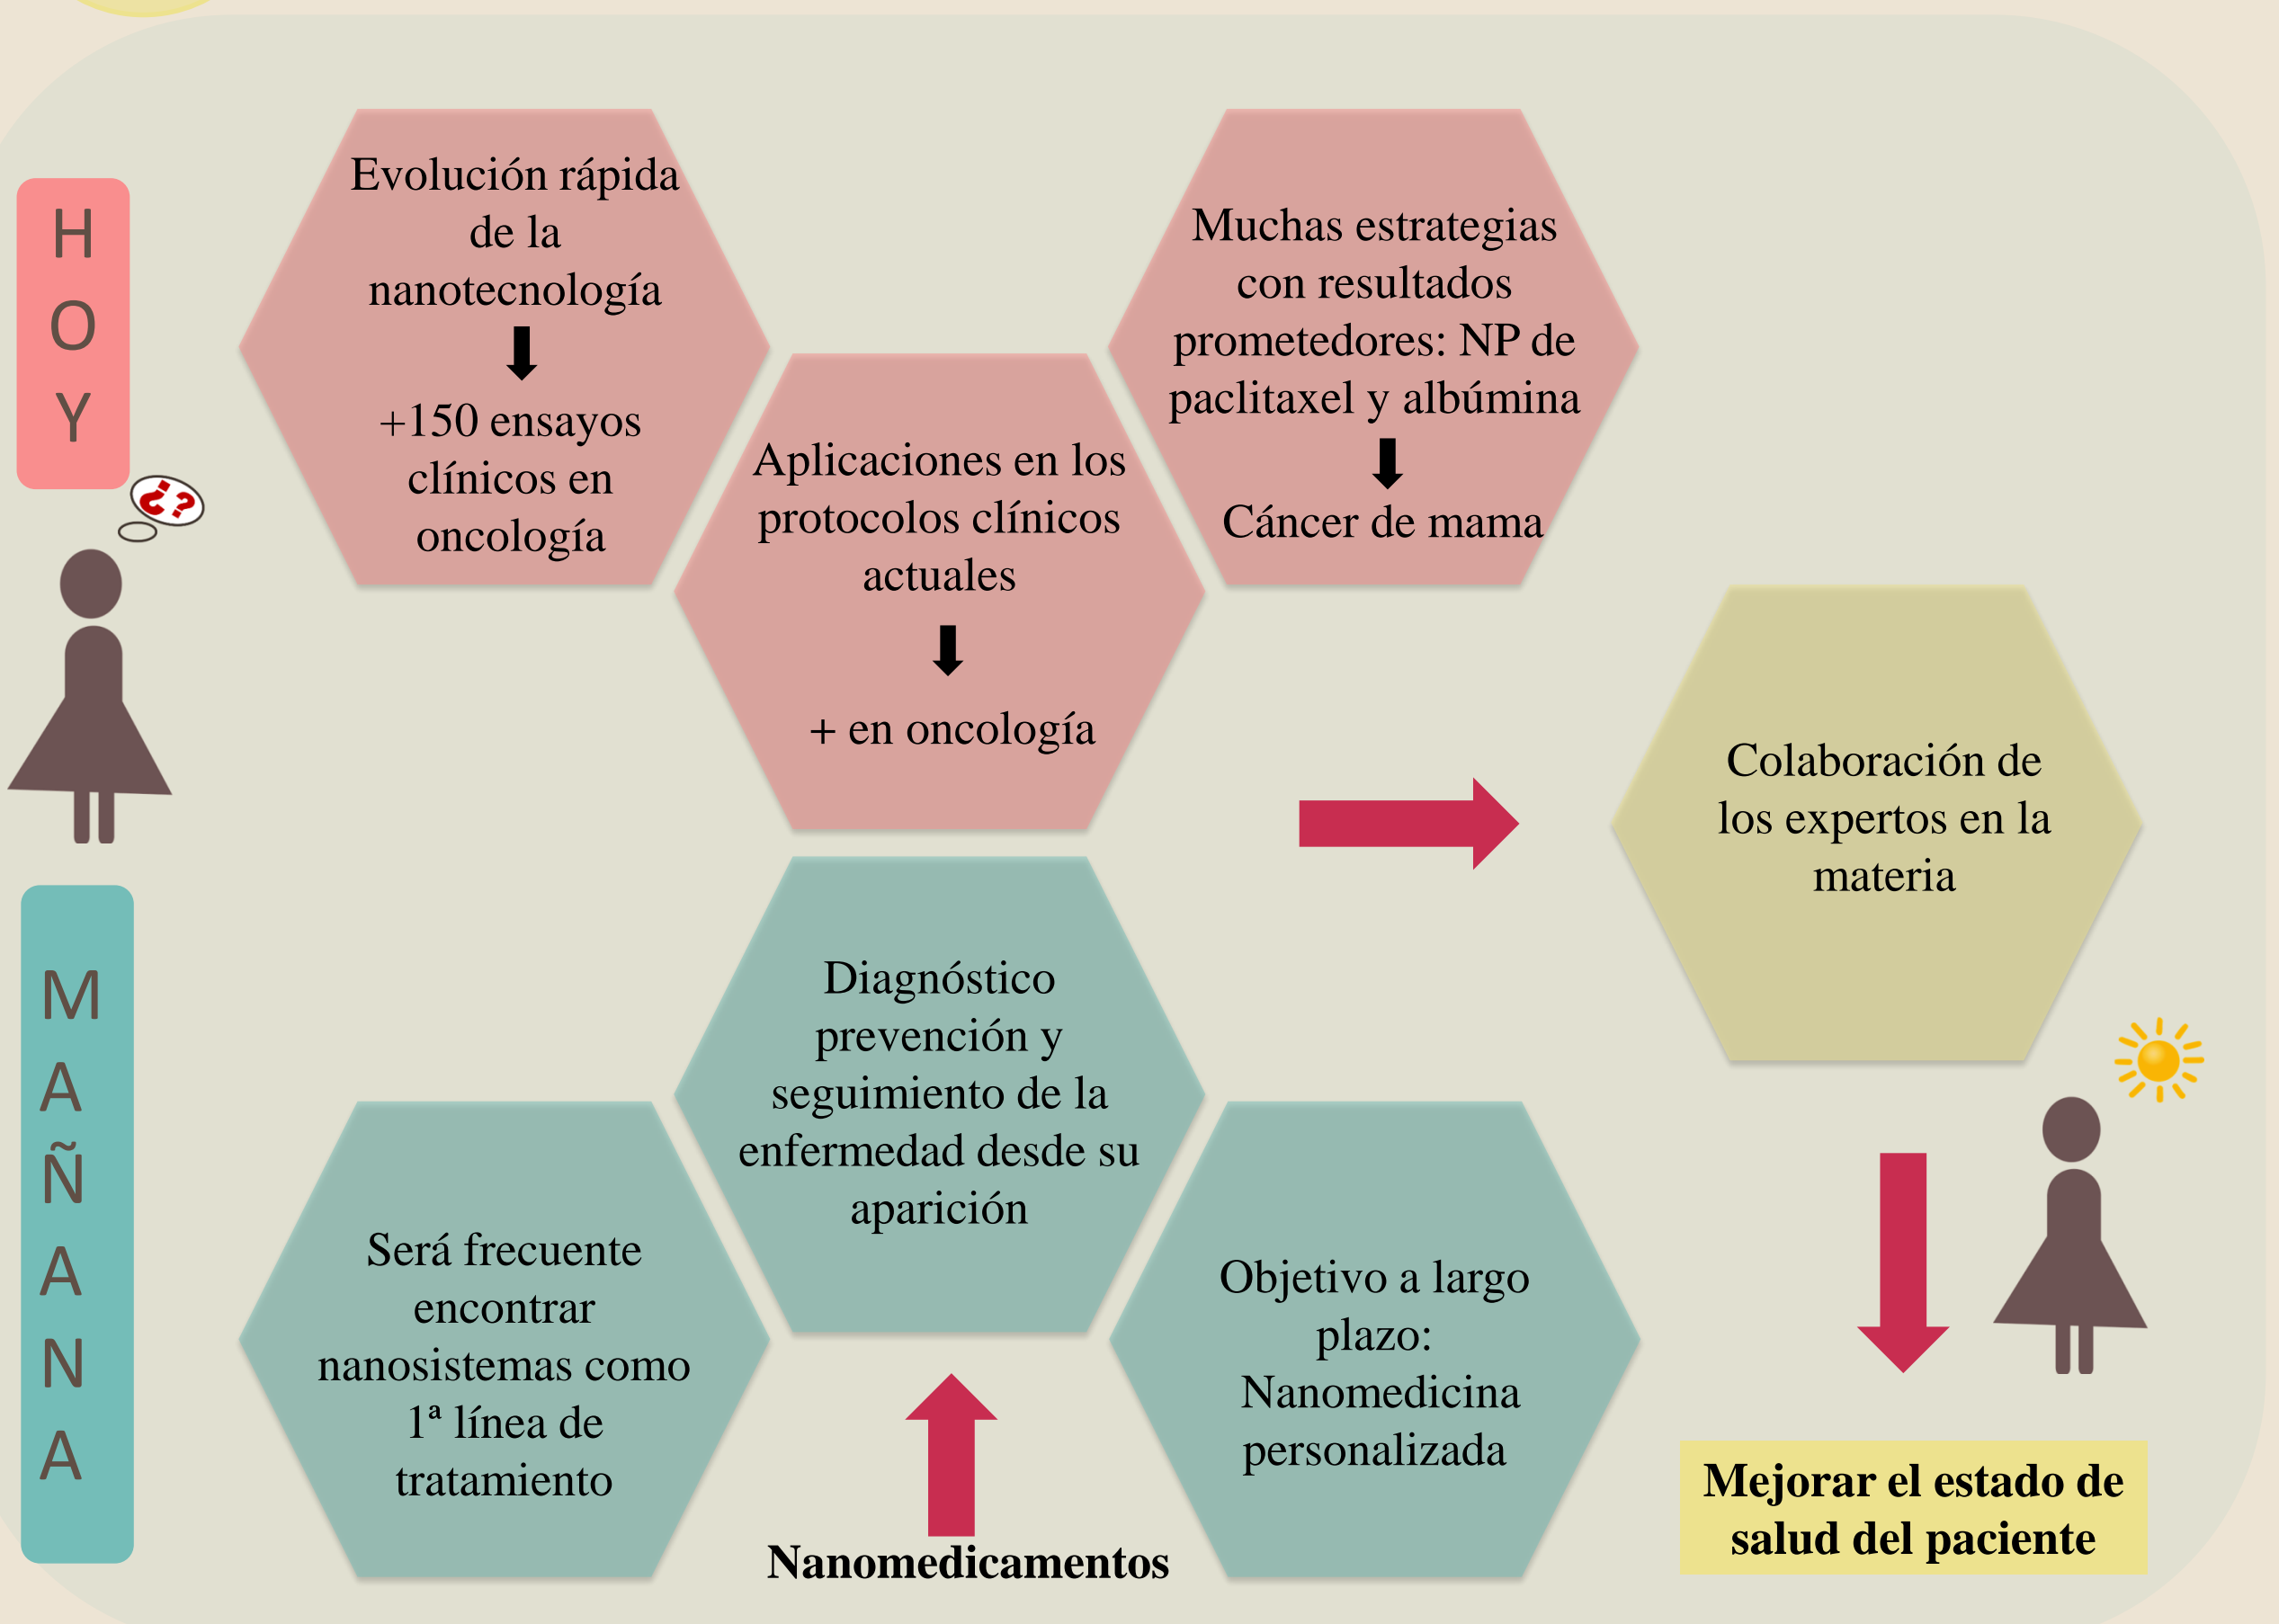 HOY
¿?
Evolución rápida
de la
nanotecnología
+150 ensayos
clínicos en
oncología
Aplicaciones en los
protocolos clínicos
actuales
+ en oncología
Muchas estrategias
con resultados
prometedores: NP de
paclitaxel y albúmina
Cáncer de mama
Colaboración de
los expertos en la
materia
MAÑANA
Será frecuente
encontrar
nanosistemas como
1ª línea de
tratamiento
Diagnóstico
prevención y
seguimiento de la
enfermedad desde su
aparición
Nanomedicamentos
Objetivo a largo
plazo:
Nanomedicina
personalizada
Mejorar el estado de
salud del paciente